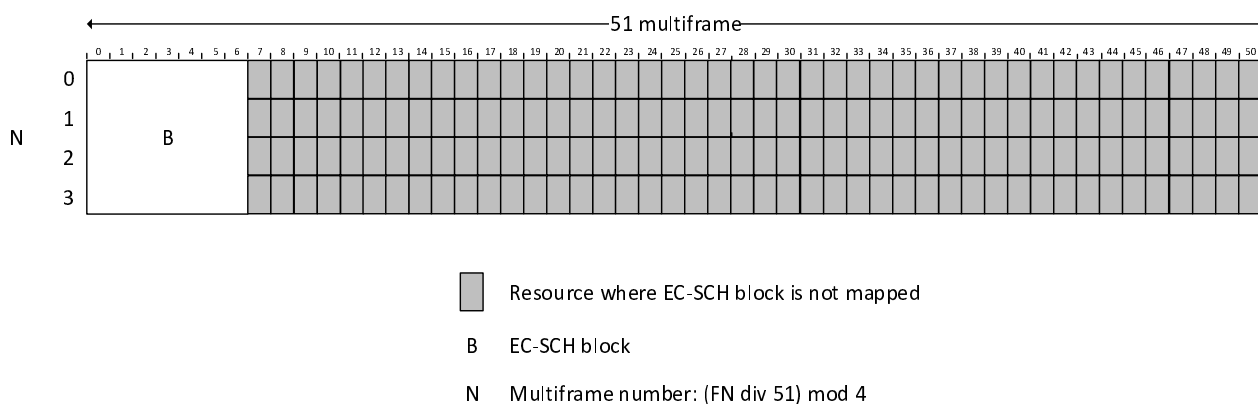 51 multiframe
0 1 2 3 4 5 6 7 8 9 10 11 12 13 14 15 16 17 18 19 20 21 22 23 24 25 26 27 28 29 30 31 32 33 34 35 36 37 38 39 40 41 42 43 44 45 46 47 48 49 50
0
1
N B
2
3
Resource where EC-SCH block is not mapped
B EC-SCH block
N Multiframe number: (FN div 51) mod 4